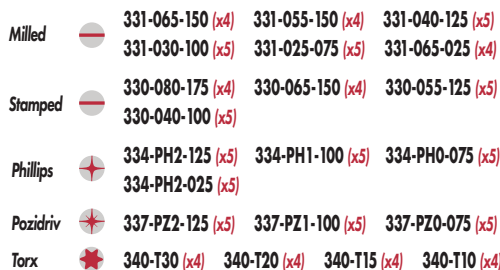 Milled 331-065-150 (x4) 331-055-150 (x4) 331-040-125 (x5)
331-030-100 (x5) 331-025-075 (x5) 331-065-025 (x4)
Stamped 330-080-175 (x4) 330-065-150 (x4) 330-055-125 (x5)
330-040-100 (x5)
Phillips 334-PH2-125 (x5) 334-PH1-100 (x5) 334-PH0-075 (x5)
334-PH2-025 (x5)
Pozidriv 337-PZ2-125 (x5) 337-PZ1-100 (x5) 337-PZ0-075 (x5)
Torx 340-T30 (x4) 340-T20 (x4) 340-T15 (x4) 340-T10 (x4